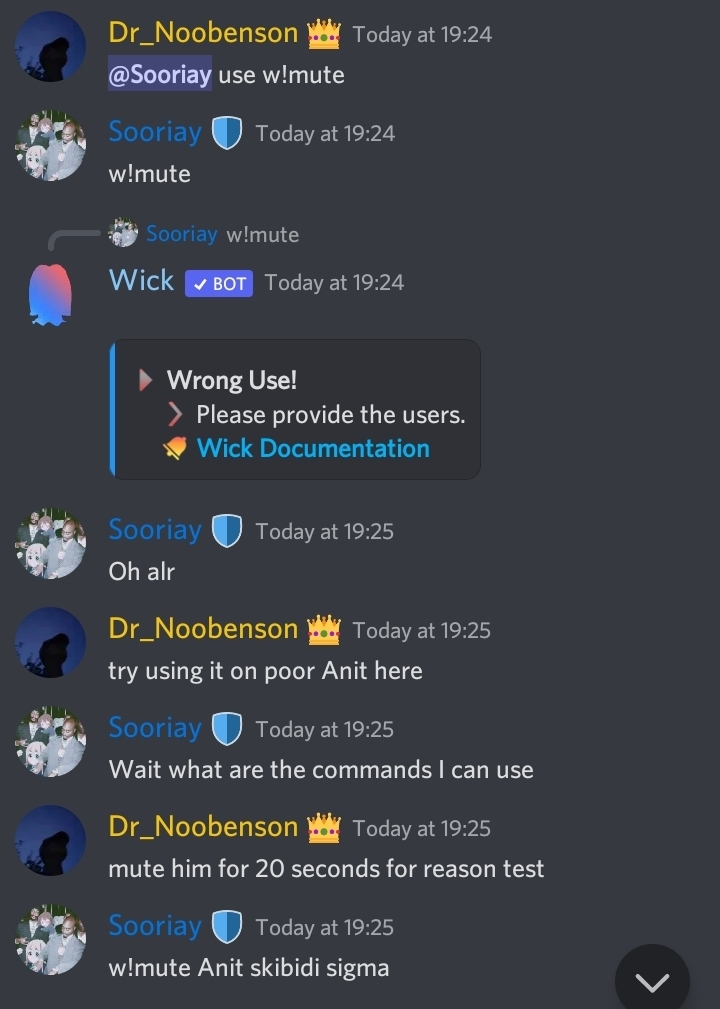 Dr_Noobenson 👑 Today at 19:24
@Sooriay use w!mute
Sooriay 🛡️ Today at 19:24
w!mute
Sooriay w!mute
Wick ✓ BOT Today at 19:24
Wrong Use!
Please provide the users.
Wick Documentation
Sooriay 🛡️ Today at 19:25
Oh alr
Dr_Noobenson 👑 Today at 19:25
try using it on poor Anit here
Sooriay 🛡️ Today at 19:25
Wait what are the commands I can use
Dr_Noobenson 👑 Today at 19:25
mute him for 20 seconds for reason test
Sooriay 🛡️ Today at 19:25
w!mute Anit skibidi sigma